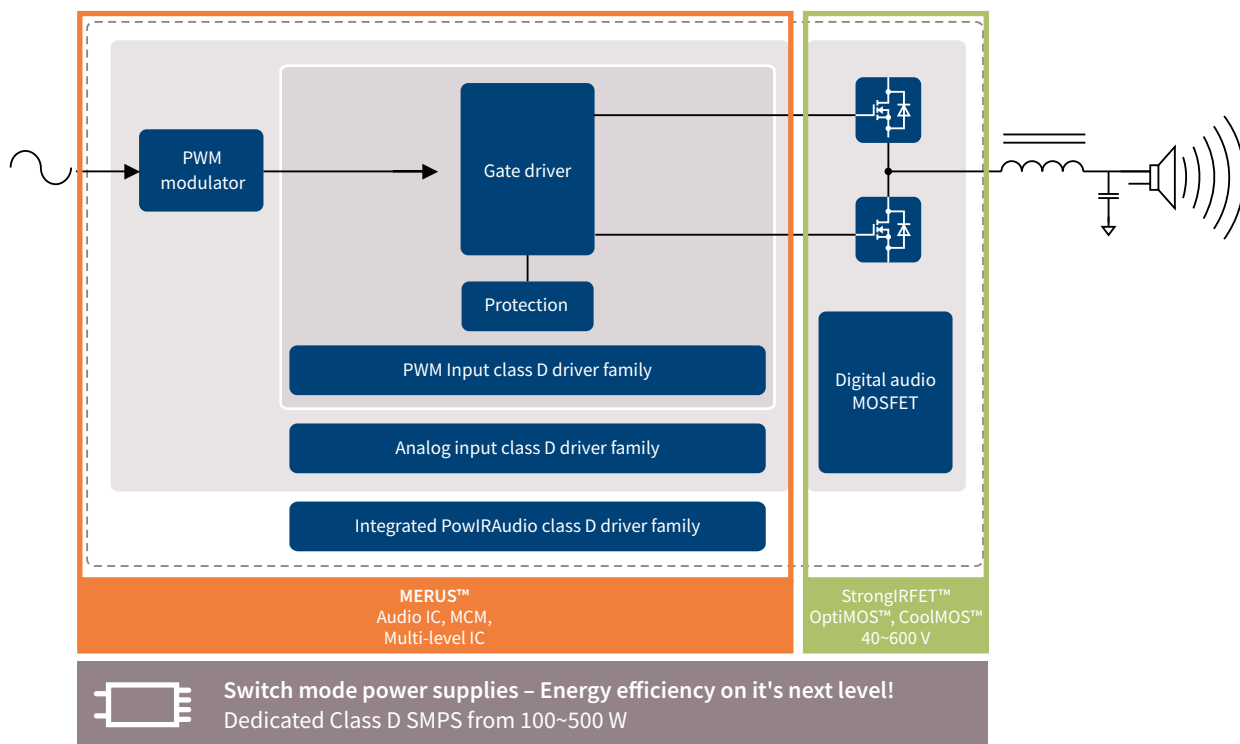 PWM
modulator
Gate driver
Protection
PWM Input class D driver family
Analog input class D driver family
Integrated PowIRAudio class D driver family
Digital audio
MOSFET
MERUS™
Audio IC, MCM,
Multi-level IC
StrongIRFET™
OptiMOS™, CoolMOS™
40~600 V
Switch mode power supplies – Energy efficiency on it's next level!
Dedicated Class D SMPS from 100~500 W